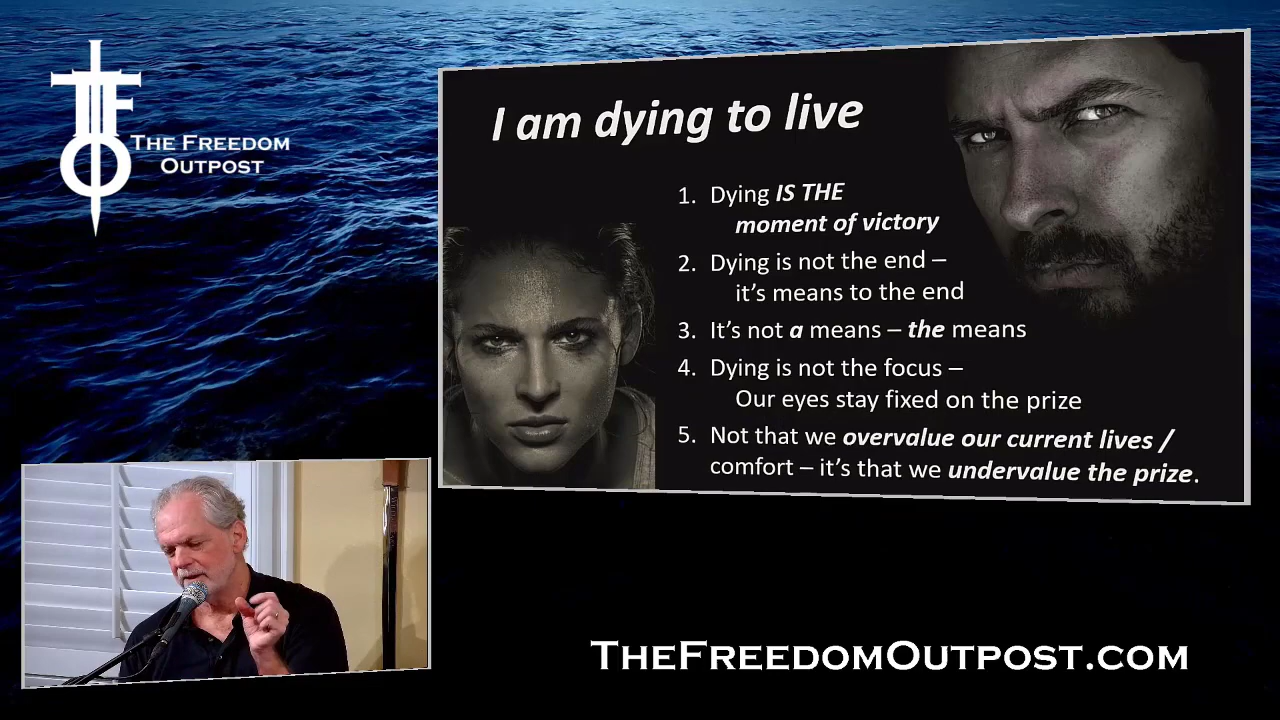 TF
THE FREEDOM
OUTPOST
I am dying to live
1. Dying IS THE
moment of victory
2. Dying is not the end –
it's means to the end
3. It's not a means – the means
4. Dying is not the focus –
Our eyes stay fixed on the prize
5. Not that we overvalue our current lives /
comfort – it's that we undervalue the prize.
THEFREEDOMOUTPOST.COM